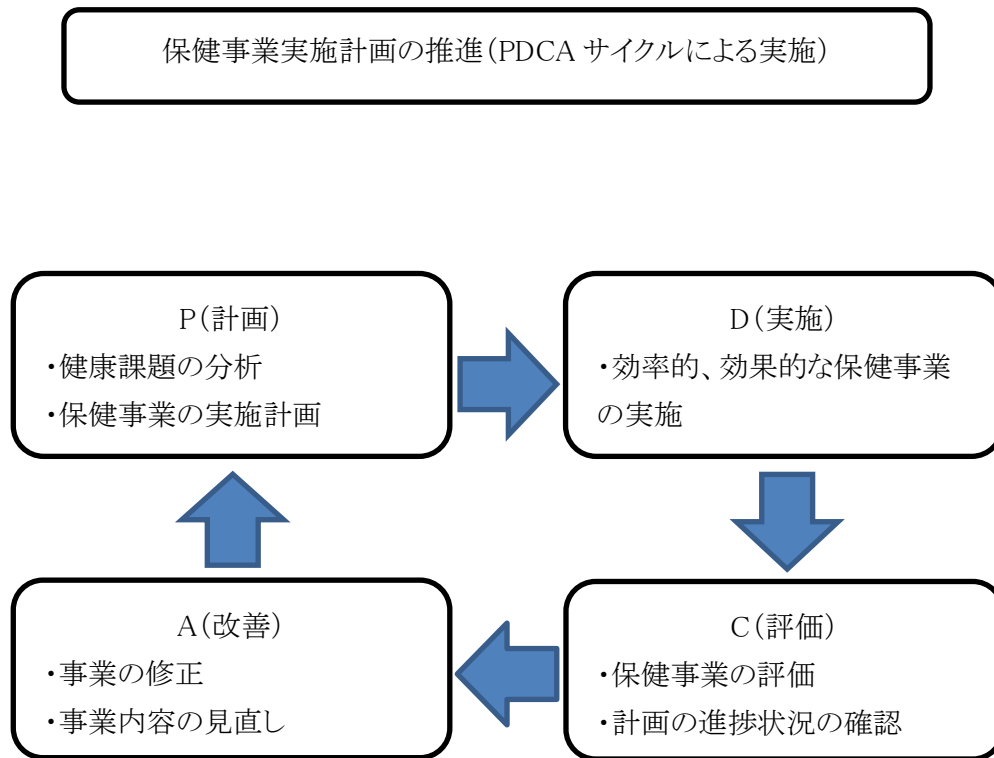 保健事業実施計画の推進(PDCA サイクルによる実施)
P(計画)
・健康課題の分析
・保健事業の実施計画
D(実施)
・効率的、効果的な保健事業
の実施
A(改善)
・事業の修正
・事業内容の見直し
C(評価)
・保健事業の評価
・計画の進捗状況の確認